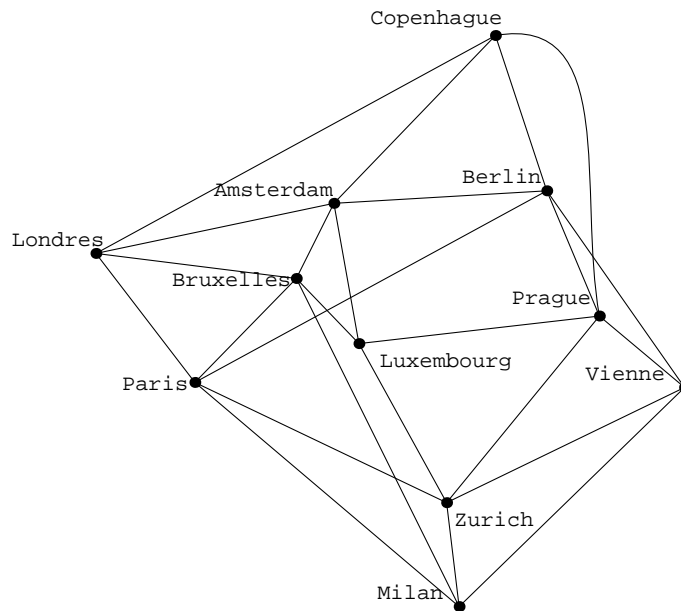 Copenhague
Berlin
Amsterdam
Londres
Bruxelles
Prague
Luxembourg
Vienne
Paris
Zurich
Milan